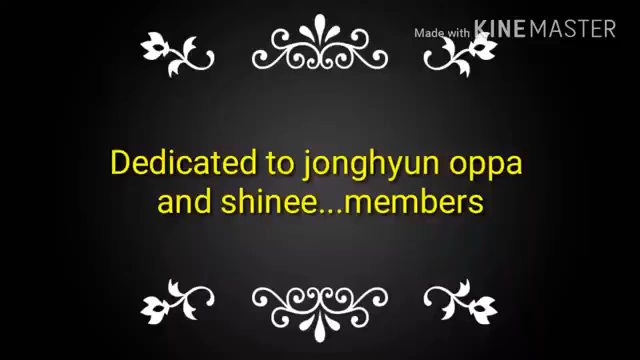 Made with KINEMASTER
Dedicated to jonghyun oppa
and shinee...members